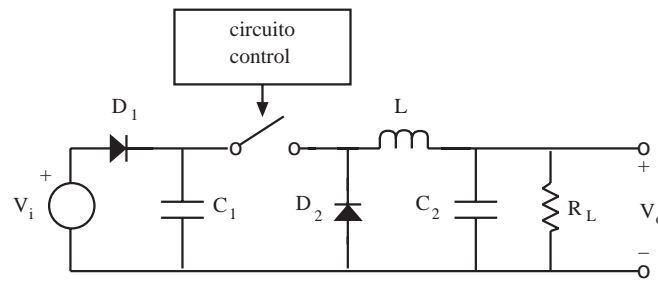 circuito
control
D1
L
+
Vi
C1
D2
C2
RL
+
V
−